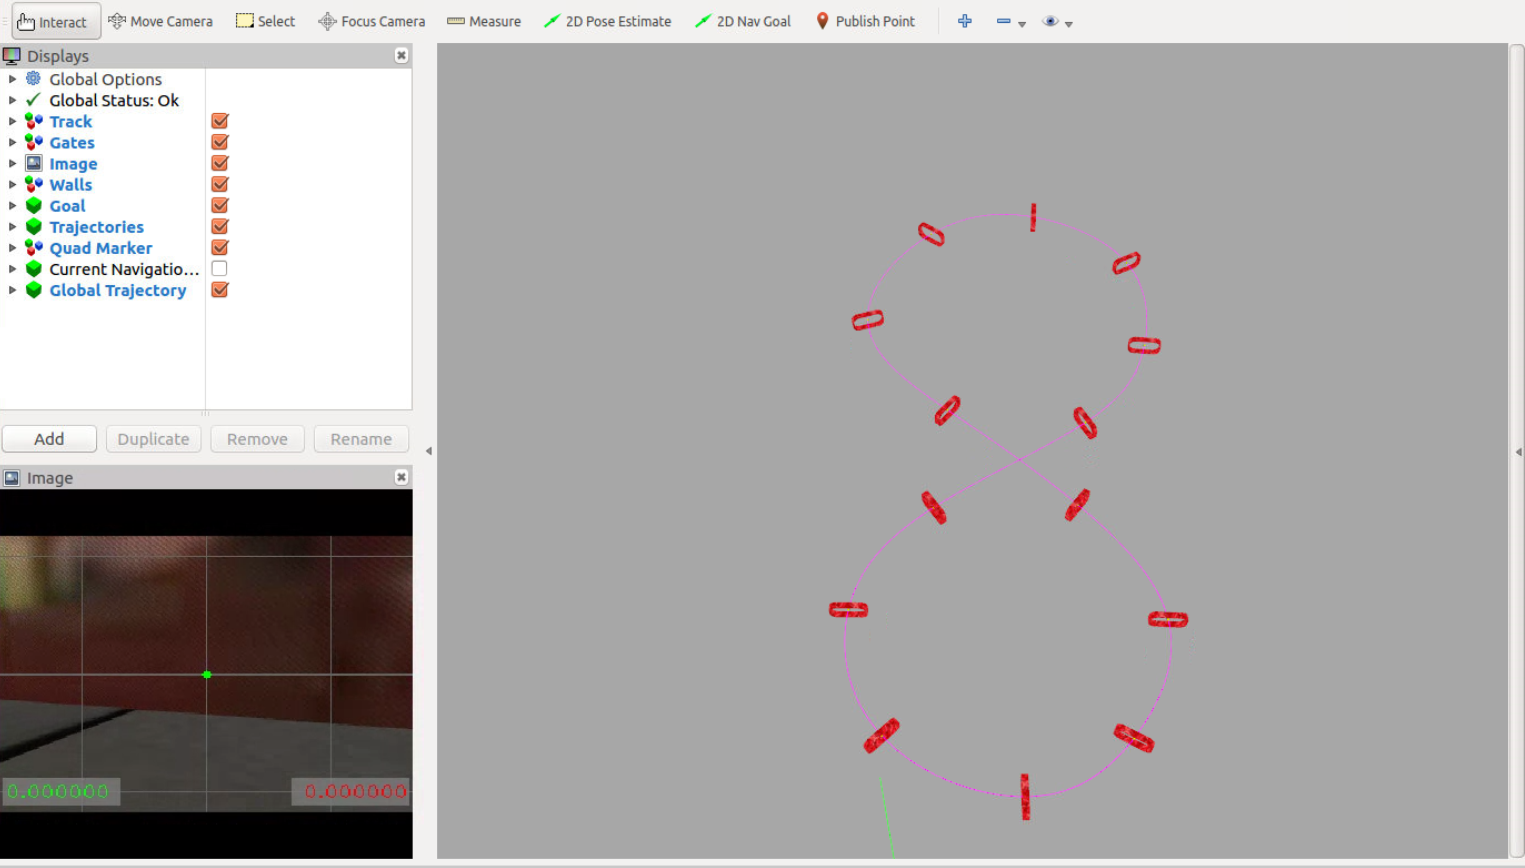 Interact Move Camera Select Focus Camera Measure 2D Pose Estimate 2D Nav Goal Publish Point
Displays
Global Options
Global Status: Ok
Track
Gates
Image
Walls
Goal
Trajectories
Quad Marker
Current Navigatio...
Global Trajectory
Add Duplicate Remove Rename
Image
0.000000 0.000000